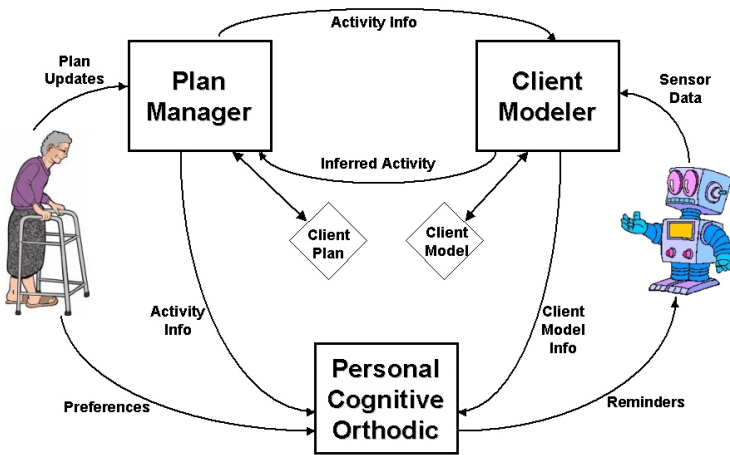 Activity Info
Plan
Updates
Plan
Manager
Client
Modeler
Sensor
Data
Inferred Activity
Client
Plan
Client
Model
Activity
Info
Client
Model
Info
Personal
Cognitive
Orthodic
Preferences
Reminders